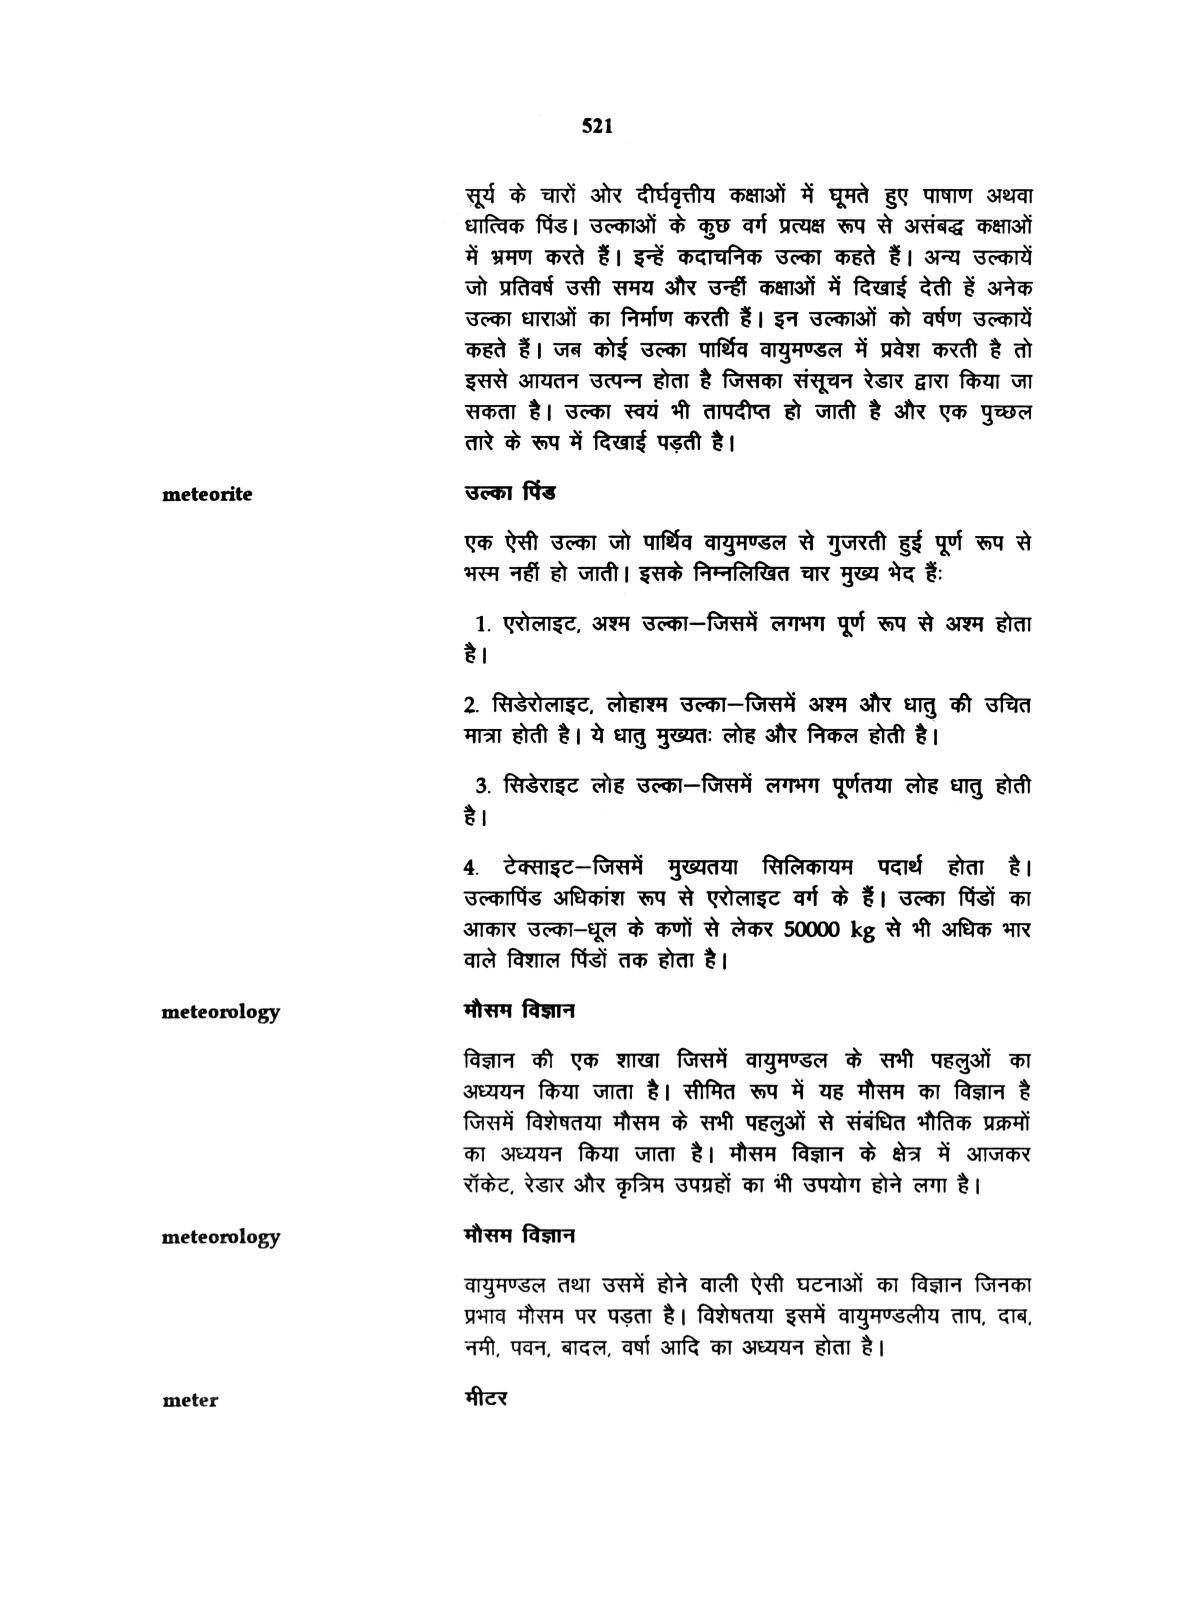 521
सूर्य के चारों ओर दीर्घवृत्तीय कक्षाओं में घूमते हुए पाषाण अथवा
धात्विक पिंड। उल्काओं के कुछ वर्ग प्रत्यक्ष रूप से असंबद्ध कक्षाओं
में भ्रमण करते हैं। इन्हें कदाचनिक उल्का कहते हैं। अन्य उल्कायें
जो प्रतिवर्ष उसी समय और उन्हीं कक्षाओं में दिखाई देती हें अनेक
उल्का धाराओं का निर्माण करती हैं। इन उल्काओं को वर्षण उल्कायें
कहते हैं। जब कोई उल्का पार्थिव वायुमण्डल में प्रवेश करती है तो
इससे आयतन उत्पन्न होता है जिसका संसूचन रेडार द्वारा किया जा
सकता है। उल्का स्वयं भी तापदीप्त हो जाती है और एक पुच्छल
तारे के रूप में दिखाई पड़ती है।
meteorite उल्का पिंड
एक ऐसी उल्का जो पार्थिव वायुमण्डल से गुजरती हुई पूर्ण रूप से
भस्म नहीं हो जाती। इसके निम्नलिखित चार मुख्य भेद हैंः
1. एरोलाइट, अश्म उल्का–जिसमें लगभग पूर्ण रूप से अश्म होता
है।
2. सिडेरोलाइट, लोहाश्म उल्का–जिसमें अश्म और धातु की उचित
मात्रा होती है। ये धातु मुख्यतः लोह और निकल होती है।
3. सिडेराइट लोह उल्का–जिसमें लगभग पूर्णतया लोह धातु होती
है।
4. टेक्साइट–जिसमें मुख्यतया सिलिकायम पदार्थ होता है।
उल्कापिंड अधिकांश रूप से एरोलाइट वर्ग के हैं। उल्का पिंडों का
आकार उल्का–धूल के कणों से लेकर 50000 kg से भी अधिक भार
वाले विशाल पिंडों तक होता है।
meteorology मौसम विज्ञान
विज्ञान की एक शाखा जिसमें वायुमण्डल के सभी पहलुओं का
अध्ययन किया जाता है। सीमित रूप में यह मौसम का विज्ञान है
जिसमें विशेषतया मौसम के सभी पहलुओं से संबंधित भौतिक प्रक्रमों
का अध्ययन किया जाता है। मौसम विज्ञान के क्षेत्र में आजकर
रॉकेट, रेडार और कृत्रिम उपग्रहों का भी उपयोग होने लगा है।
meteorology मौसम विज्ञान
वायुमण्डल तथा उसमें होने वाली ऐसी घटनाओं का विज्ञान जिनका
प्रभाव मौसम पर पड़ता है। विशेषतया इसमें वायुमण्डलीय ताप, दाब,
नमी, पवन, बादल, वर्षा आदि का अध्ययन होता है।
meter मीटर